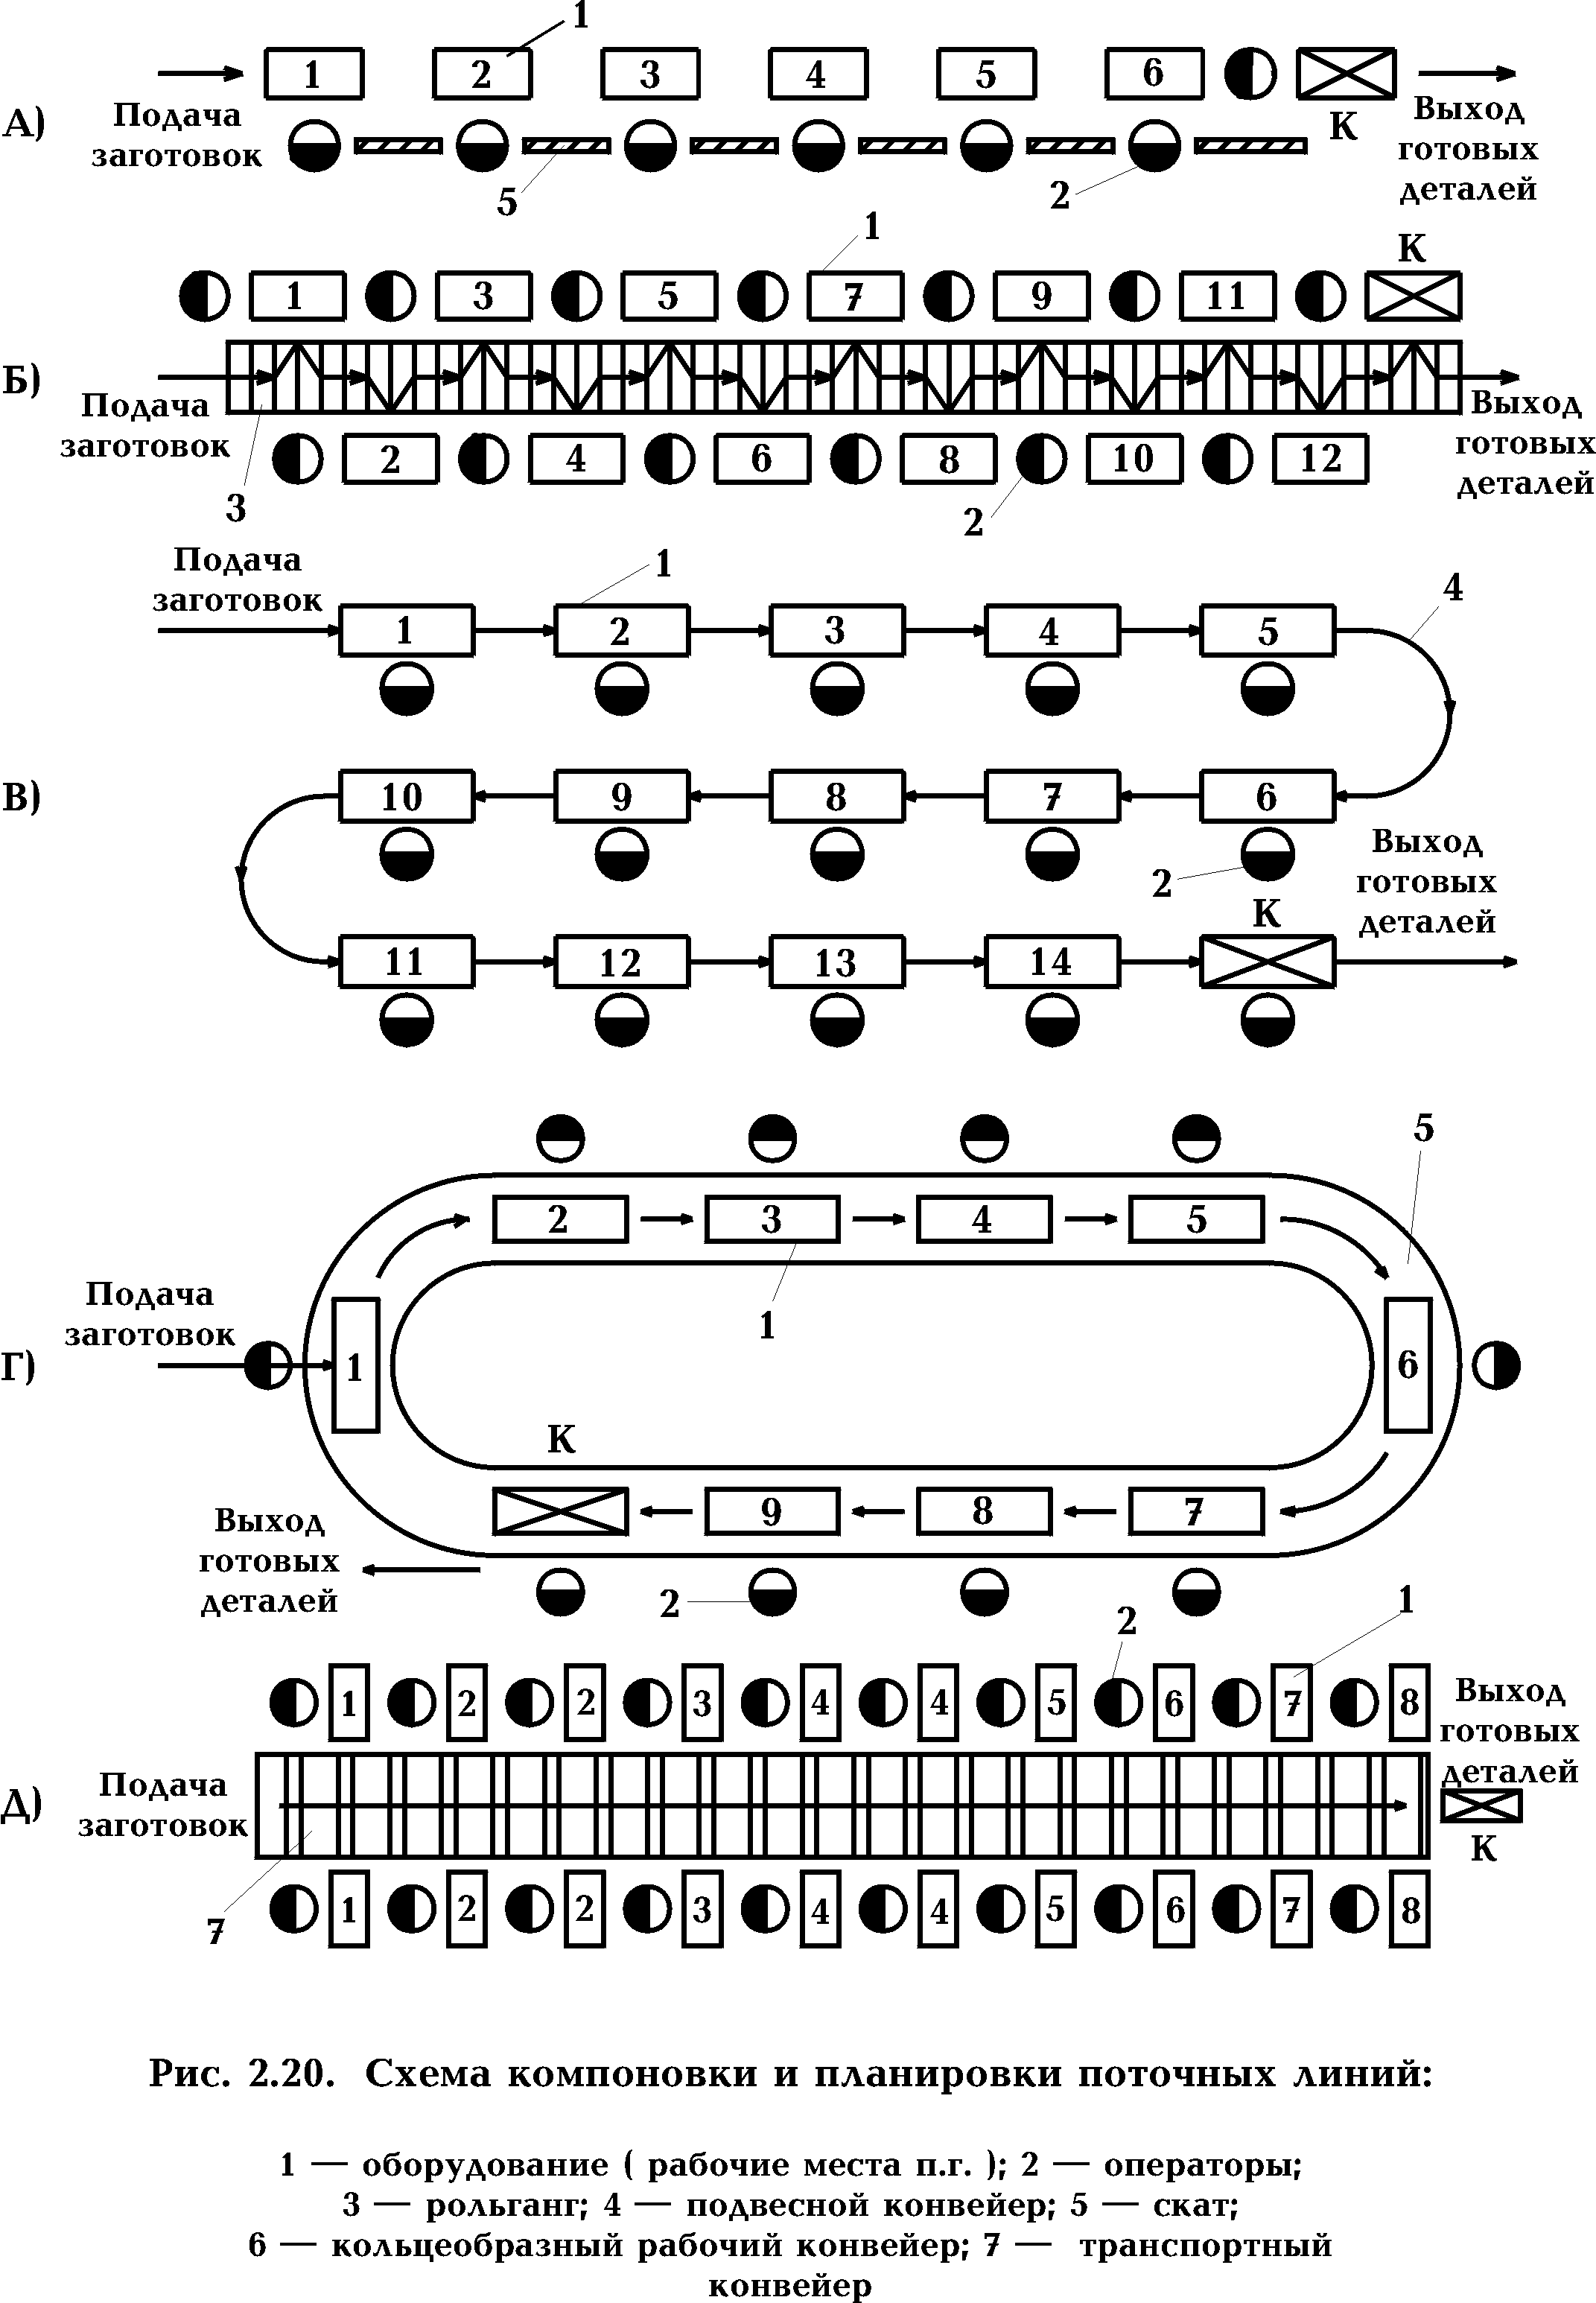 1
1 2 3 4 5 6
А) Подача
заготовок
К
Выход
готовых
деталей
5
2
1
К
1 3 5 7 9 11
Б)
Подача
заготовок
Выход
готовых
деталей
2 4 6 8 10 12
3
2
Подача
заготовок
1
4
1 2 3 4 5
В)
10 9 8 7 6
2
Выход
готовых
деталей
К
11 12 13 14
5
2 3 4 5
1
Подача
заготовок
Г)
1
6
К
9 8 7
Выход
готовых
деталей
2
2
1
1 2 2 3 4 4 5 6 7 8
Выход
готовых
деталей
Д)
Подача
заготовок
К
1 2 2 3 4 4 5 6 7 8
7
Рис. 2.20. Схема компоновки и планировки поточных линий:
1 — оборудование ( рабочие места п.г. ); 2 — операторы;
3 — рольганг; 4 — подвесной конвейер; 5 — скат;
6 — кольцеобразный рабочий конвейер; 7 — транспортный
конвейер